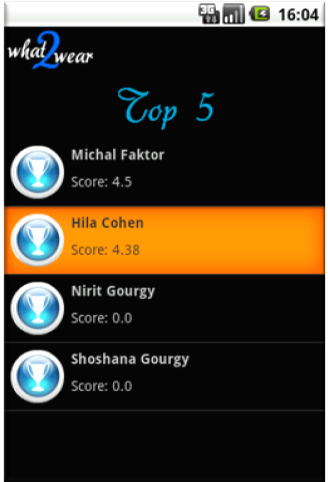 3G 16:04
what2wear
Top 5
Michal Faktor
Score: 4.5
Hila Cohen
Score: 4.38
Nirit Gourgy
Score: 0.0
Shoshana Gourgy
Score: 0.0